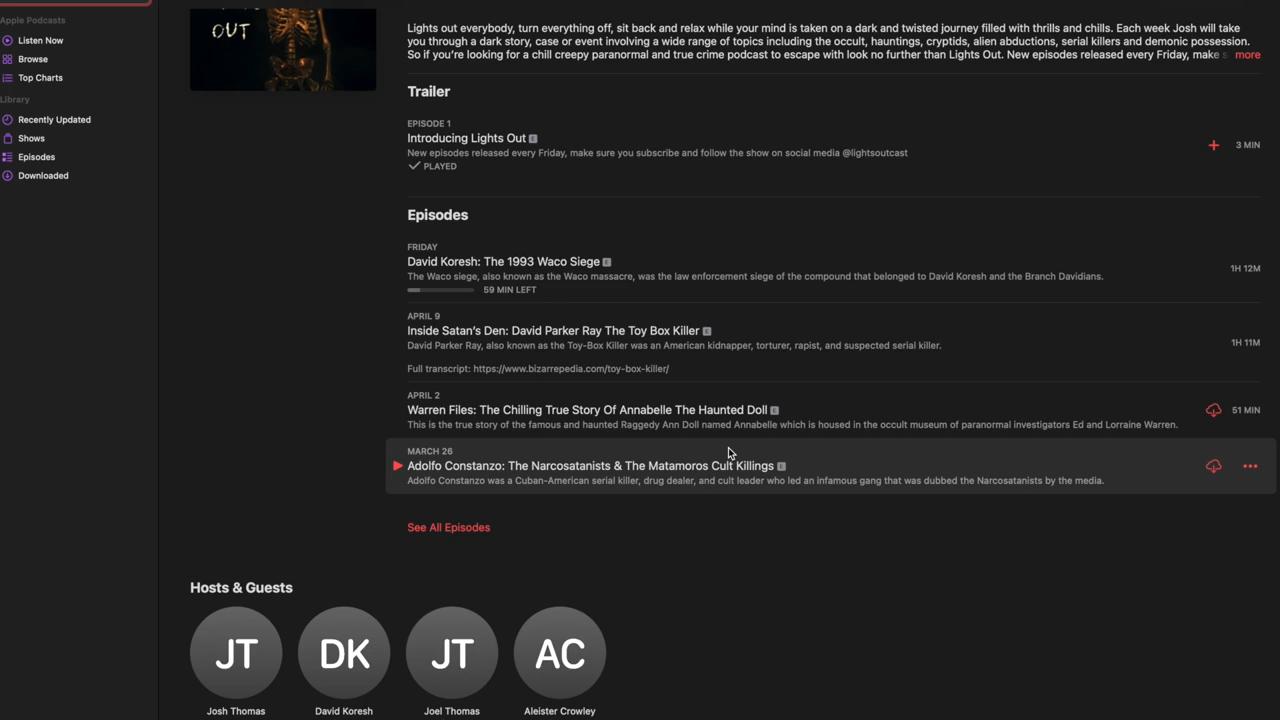 Apple Podcasts
Listen Now
Browse
Top Charts
Library
Recently Updated
Shows
Episodes
Downloaded
OUT
Lights out everybody, turn everything off, sit back and relax while your mind is taken on a dark and twisted journey filled with thrills and chills. Each week Josh will take
you through a dark story, case or event involving a wide range of topics including the occult, hauntings, cryptids, alien abductions, serial killers and demonic possession.
So if you're looking for a chill creepy paranormal and true crime podcast to escape with look no further than Lights Out. New episodes released every Friday, make s more
Trailer
EPISODE 1
Introducing Lights Out E
New episodes released every Friday, make sure you subscribe and follow the show on social media @lightsoutcast
PLAYED
3 MIN
Episodes
FRIDAY
David Koresh: The 1993 Waco Siege E
The Waco siege, also known as the Waco massacre, was the law enforcement siege of the compound that belonged to David Koresh and the Branch Davidians.
59 MIN LEFT
1H 12M
APRIL 9
Inside Satan's Den: David Parker Ray The Toy Box Killer E
David Parker Ray, also known as the Toy-Box Killer was an American kidnapper, torturer, rapist, and suspected serial killer.
Full transcript: https://www.bizarrepedia.com/toy-box-killer/
1H 11M
APRIL 2
Warren Files: The Chilling True Story Of Annabelle The Haunted Doll E
This is the true story of the famous and haunted Raggedy Ann Doll named Annabelle which is housed in the occult museum of paranormal investigators Ed and Lorraine Warren.
51 MIN
MARCH 26
Adolfo Constanzo: The Narcosatanists & The Matamoros Cult Killings E
Adolfo Constanzo was a Cuban-American serial killer, drug dealer, and cult leader who led an infamous gang that was dubbed the Narcosatanists by the media.
See All Episodes
Hosts & Guests
JT
DK
JT
AC
Josh Thomas
David Koresh
Joel Thomas
Aleister Crowley